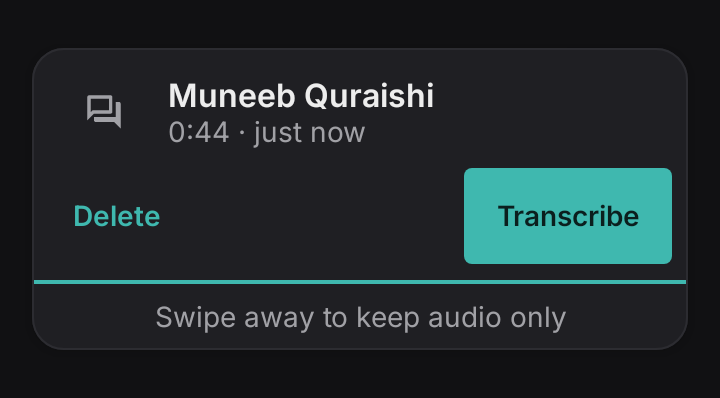 Muneeb Quraishi
0:44 · just now
Delete
Transcribe
Swipe away to keep audio only